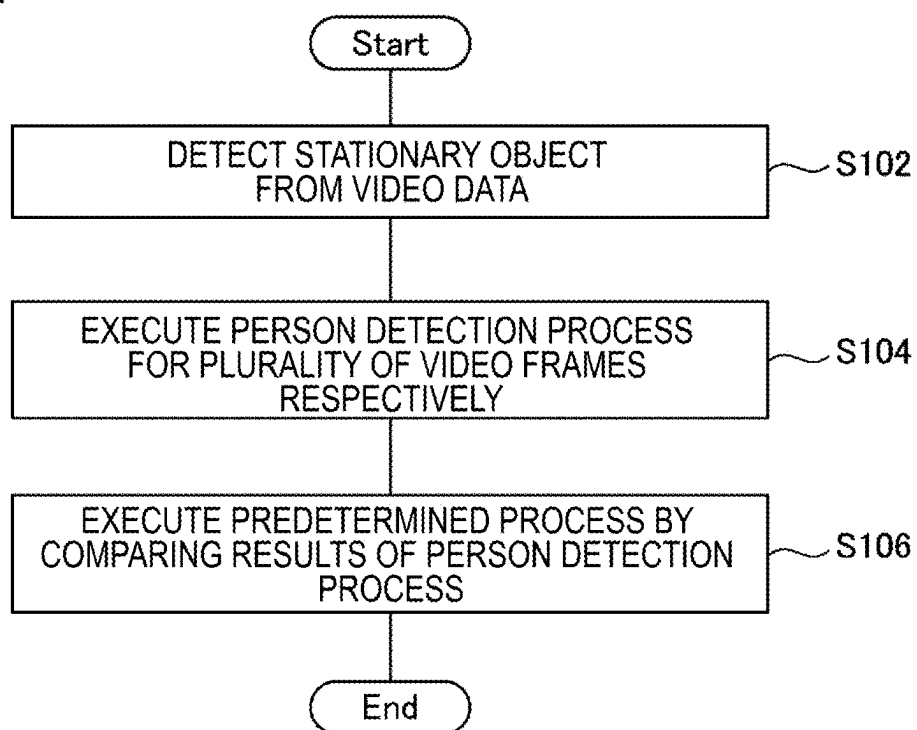 Start
DETECT STATIONARY OBJECT
FROM VIDEO DATA
S102
EXECUTE PERSON DETECTION PROCESS
FOR PLURALITY OF VIDEO FRAMES
RESPECTIVELY
S104
EXECUTE PREDETERMINED PROCESS BY
COMPARING RESULTS OF PERSON DETECTION
PROCESS
S106
End